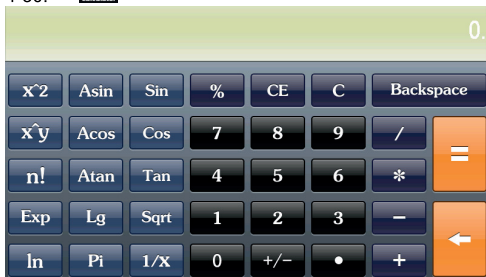 0.
x^2 Asin Sin % CE C Backspace
x^y Acos Cos 7 8 9 / =
n! Atan Tan 4 5 6 *
Exp Lg Sqrt 1 2 3 − ←
ln Pi 1/x 0 +/− • +